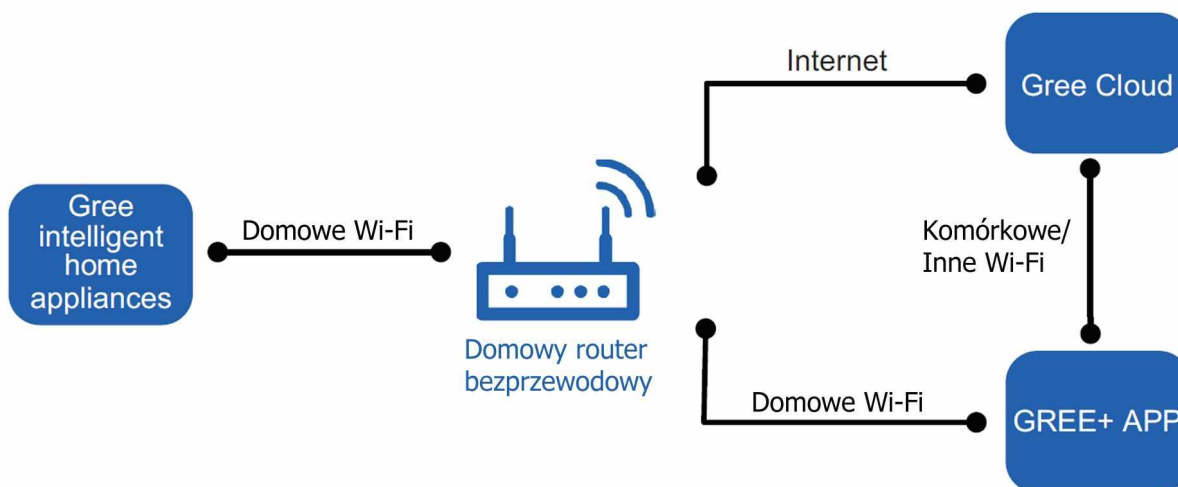 Gree
intelligent
home
appliances
Domowe Wi-Fi
Domowy router
bezprzewodowy
Internet
Gree Cloud
Komórkowe/
Inne Wi-Fi
Domowe Wi-Fi
GREE+ APP